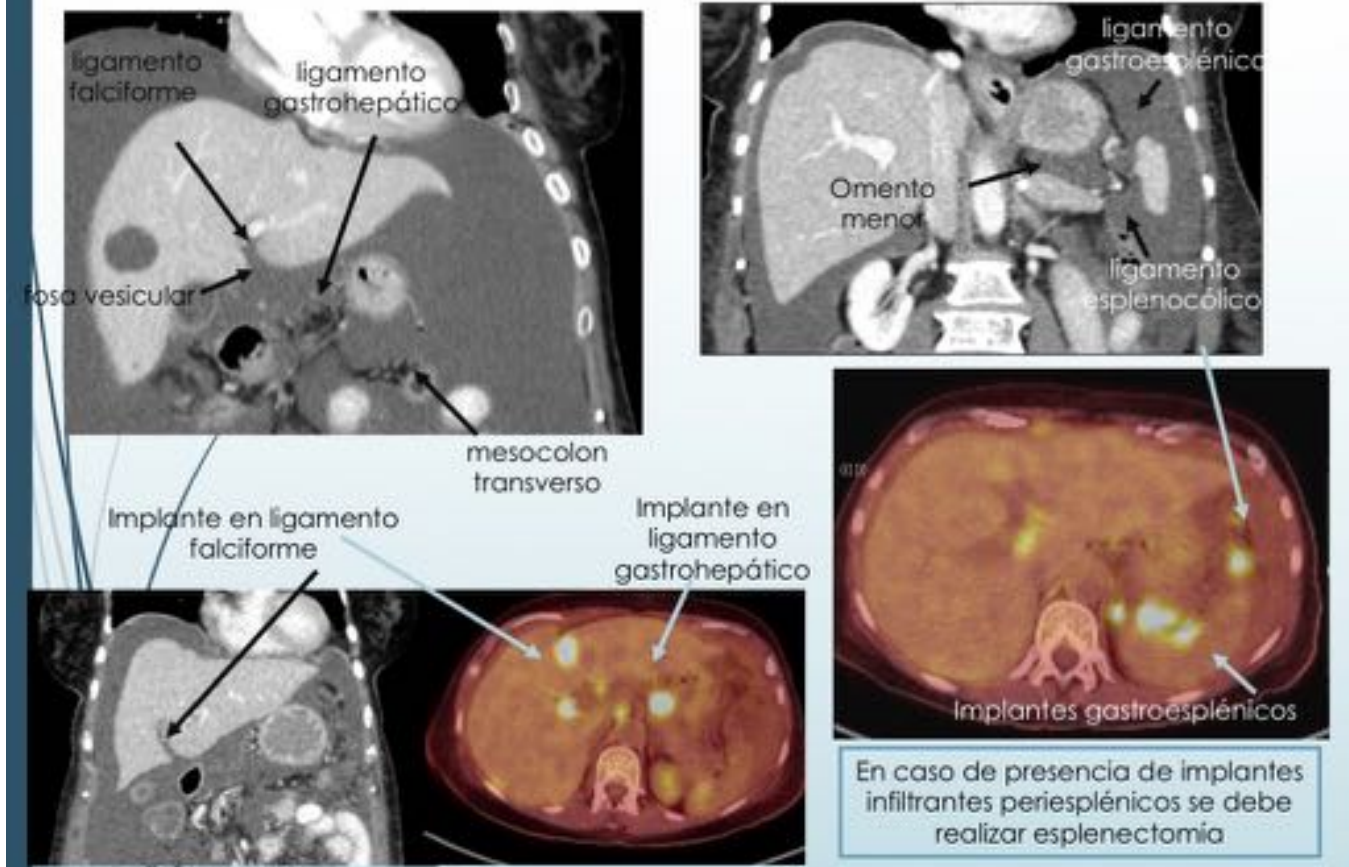 ligamento
falciforme
ligamento
gastrohepático
fosa vesicular
mesocolon
transverso
ligamento
gastroesplénico
Omento
menor
ligamento
esplenocólico
Implante en ligamento
falciforme
Implante en
ligamento
gastrohepático
Implantes gastroesplénicos
En caso de presencia de implantes
infiltrantes periesplénicos se debe
realizar esplenectomía